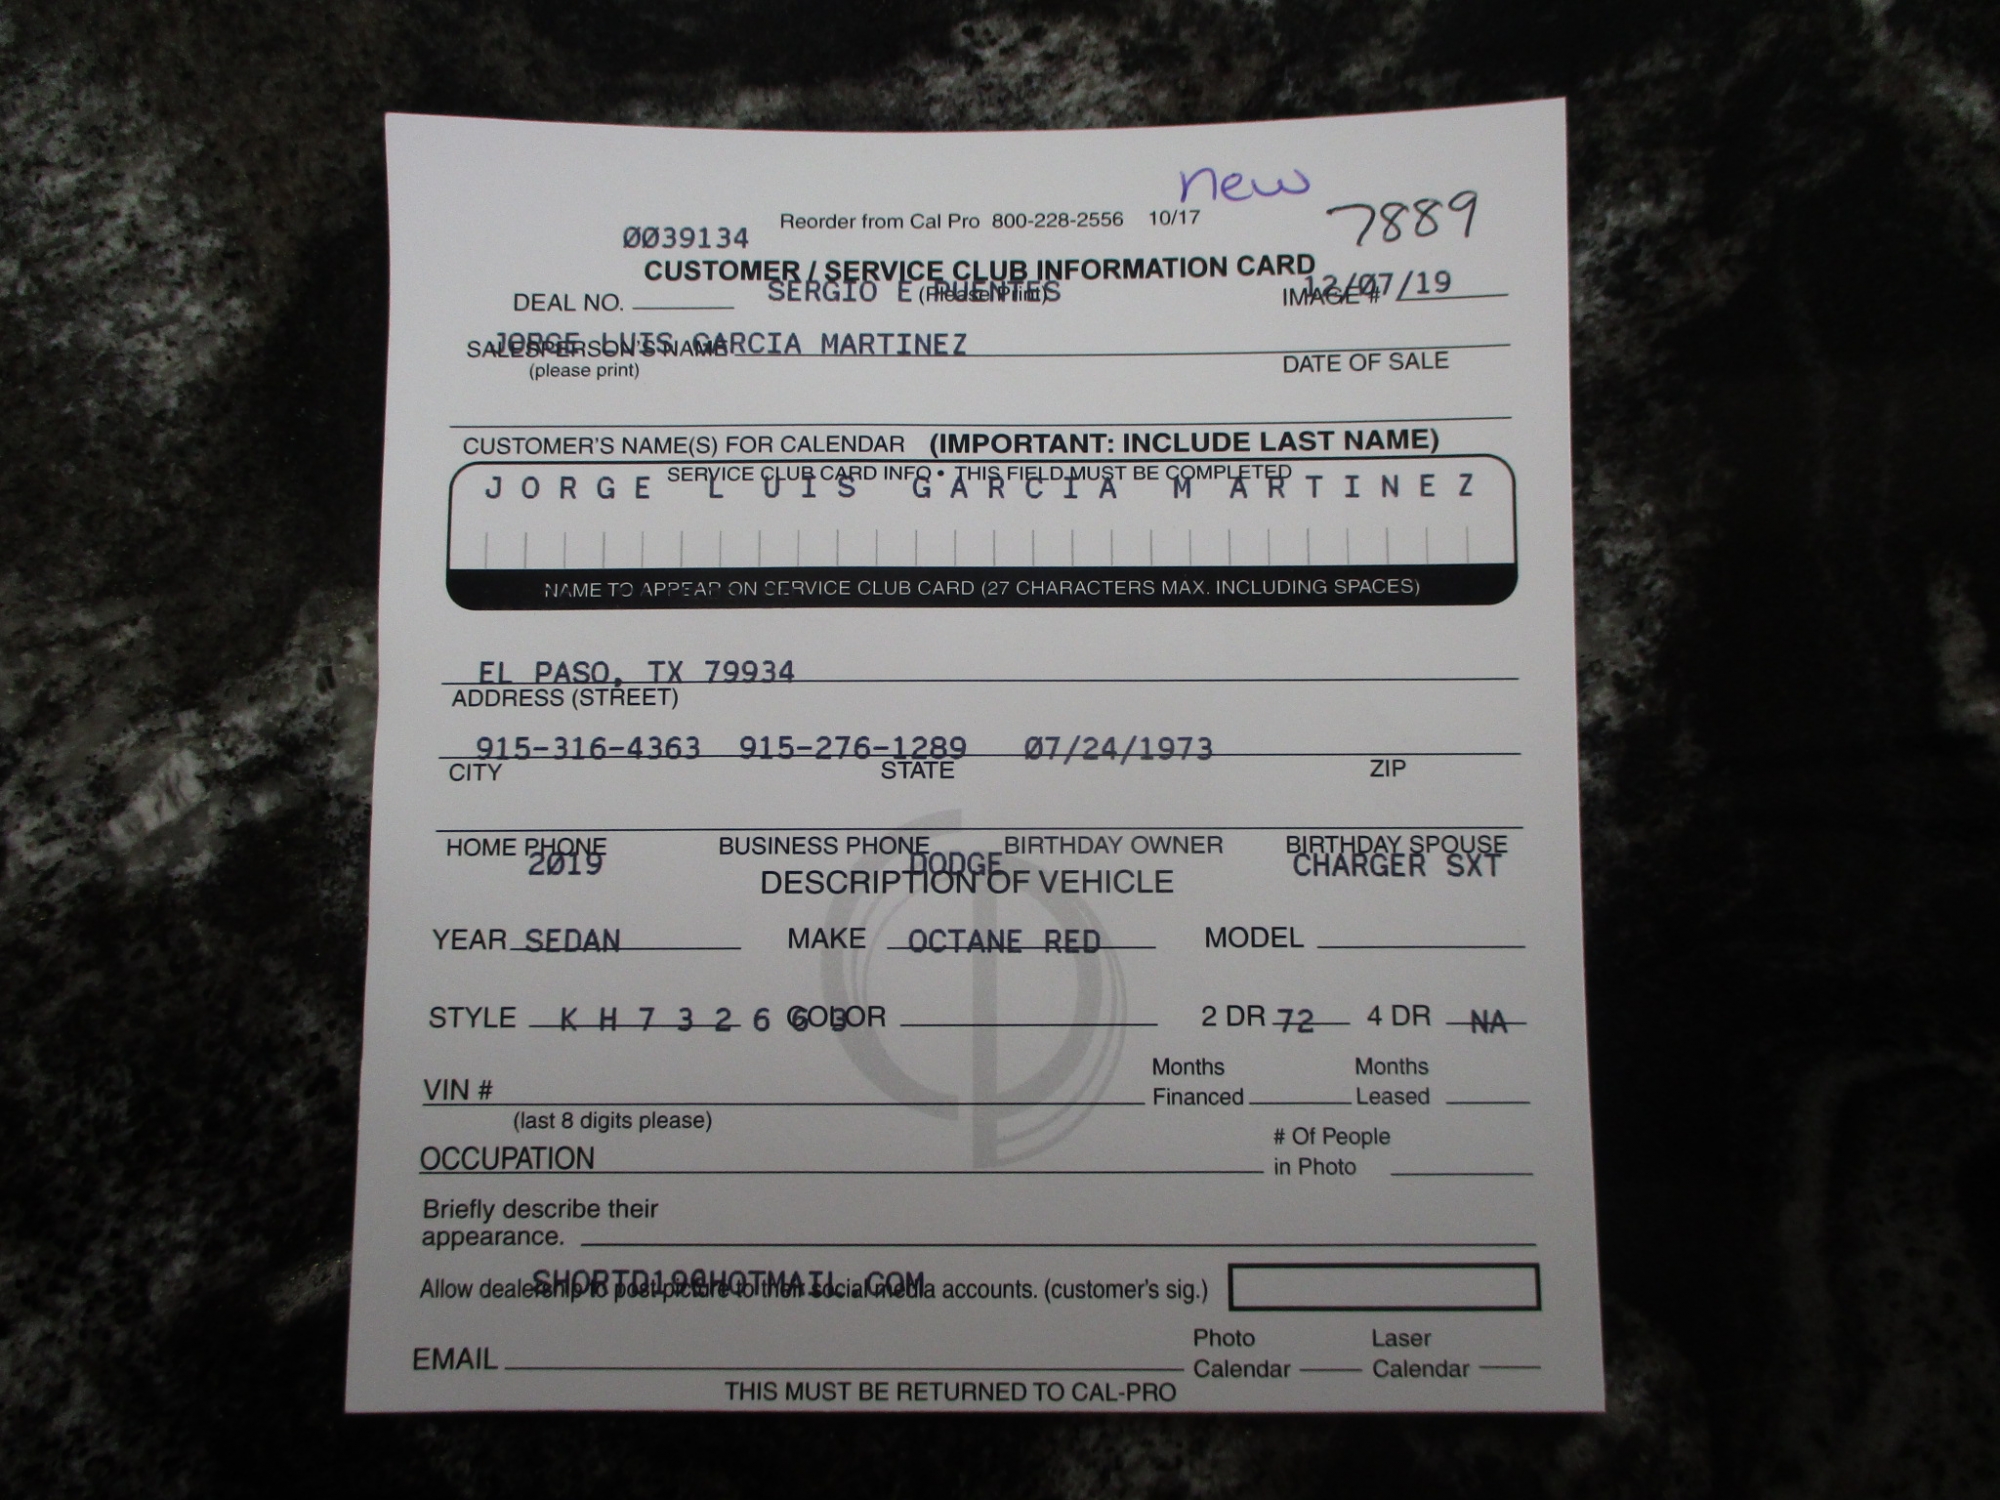 new
Reorder from Cal Pro 800-228-2556 10/17
7889
0039134
CUSTOMER / SERVICE CLUB INFORMATION CARD
SERGIO E PUENTES (Please Print) 12/07/19
DEAL NO. IMAGE #
JORGE LUIS GARCIA MARTINEZ
SALESPERSON'S NAME
(please print) DATE OF SALE
CUSTOMER'S NAME(S) FOR CALENDAR (IMPORTANT: INCLUDE LAST NAME)
SERVICE CLUB CARD INFO • THIS FIELD MUST BE COMPLETED
JORGE LUIS GARCIA MARTINEZ
NAME TO APPEAR ON SERVICE CLUB CARD (27 CHARACTERS MAX. INCLUDING SPACES)
EL PASO, TX 79934
ADDRESS (STREET)
915-316-4363 915-276-1289 07/24/1973
CITY STATE ZIP
HOME PHONE BUSINESS PHONE BIRTHDAY OWNER BIRTHDAY SPOUSE
2019 DODGE CHARGER SXT
DESCRIPTION OF VEHICLE
YEAR SEDAN MAKE OCTANE RED MODEL
STYLE K H 7 3 2 6 6 3 COLOR 2 DR 72 4 DR NA
Months Financed Months Leased
VIN #
(last 8 digits please)
OCCUPATION # Of People in Photo
Briefly describe their
appearance.
SHORTD19@HOTMAIL.COM
Allow dealership to post picture to their social media accounts. (customer's sig.)
EMAIL Photo Calendar Laser Calendar
THIS MUST BE RETURNED TO CAL-PRO